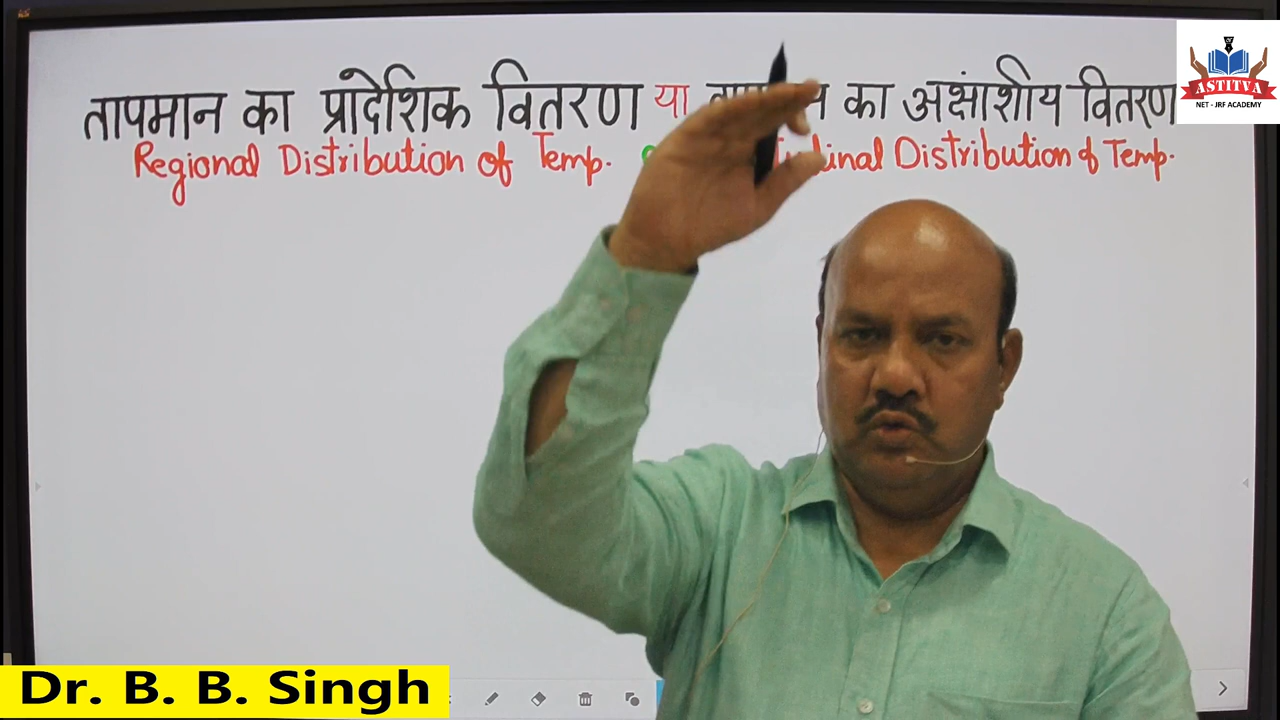 तापमान का प्रादेशिक वितरण या का अक्षांशीय वितरण
Regional Distribution of Temp. Distribution of Temp.
ASTITVA
NET - JRF ACADEMY
Dr. B. B. Singh